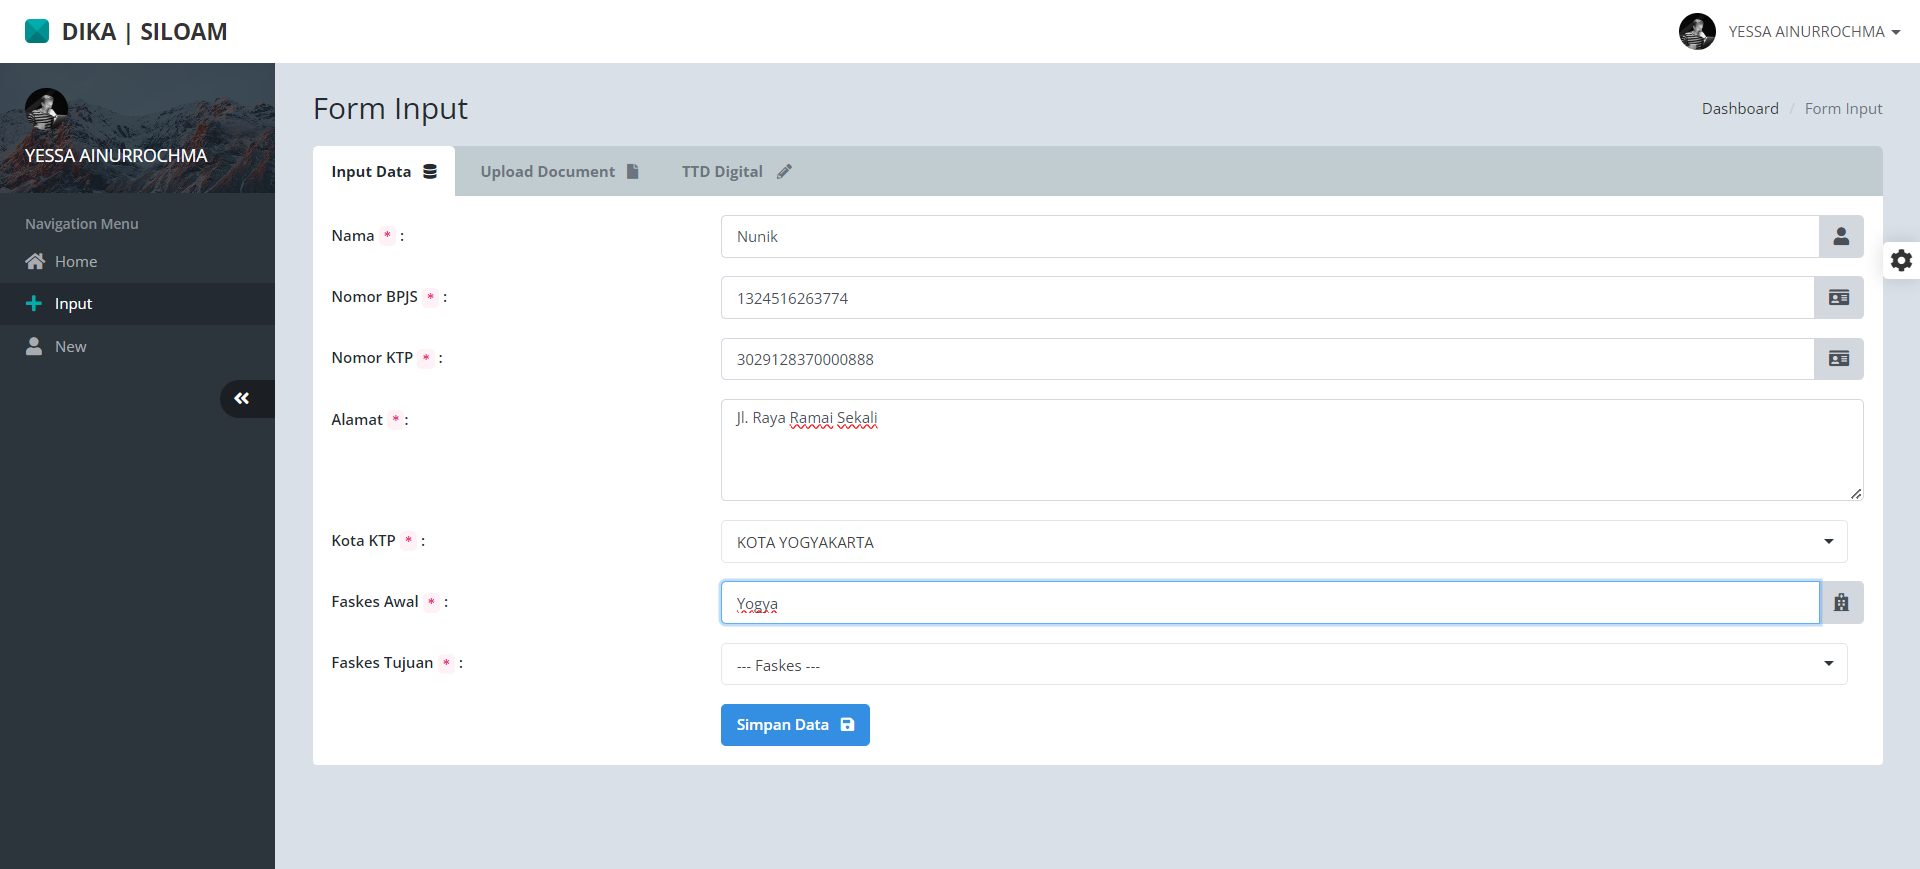 DIKA | SILOAM
YESSA AINURROCHMA
YESSA AINURROCHMA
Navigation Menu
Home
Input
New
Form Input
Dashboard / Form Input
Input Data
Upload Document
TTD Digital
Nama * :
Nunik
Nomor BPJS * :
1324516263774
Nomor KTP * :
3029128370000888
Alamat * :
Jl. Raya Ramai Sekali
Kota KTP * :
KOTA YOGYAKARTA
Faskes Awal * :
Yogya
Faskes Tujuan * :
--- Faskes ---
Simpan Data